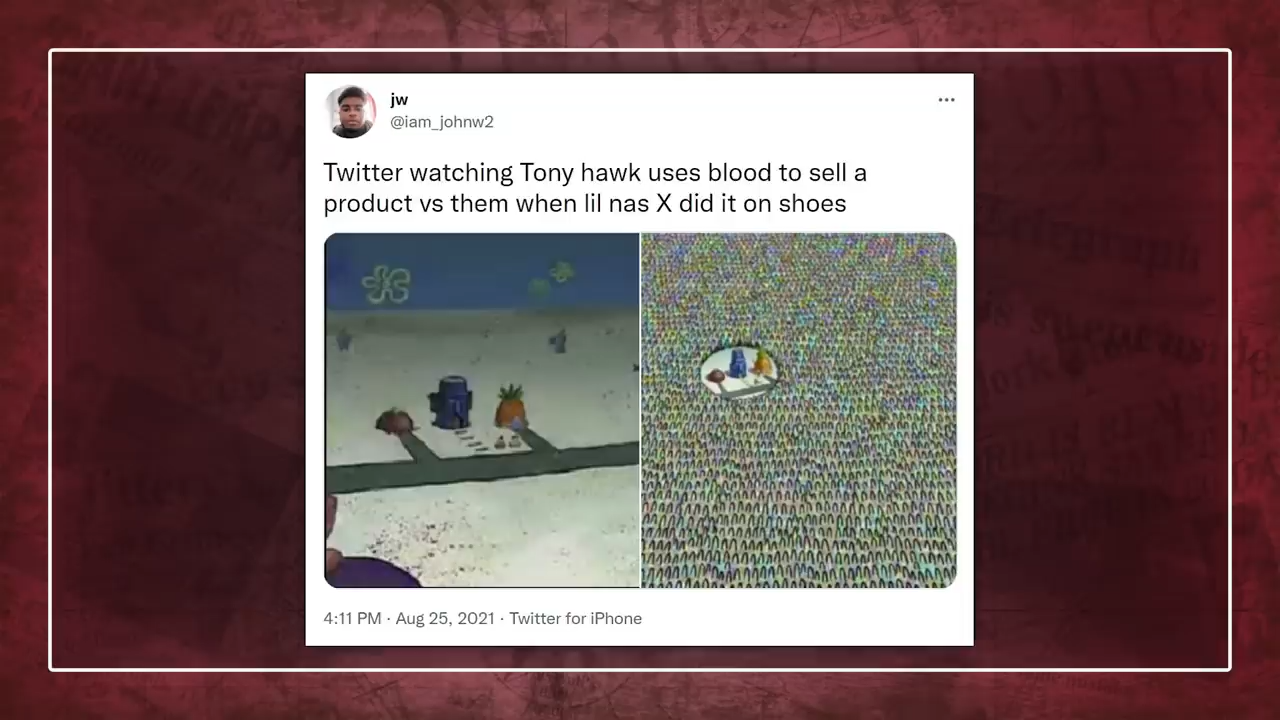 jw
@iam_johnw2
Twitter watching Tony hawk uses blood to sell a
product vs them when lil nas X did it on shoes
4:11 PM · Aug 25, 2021 · Twitter for iPhone